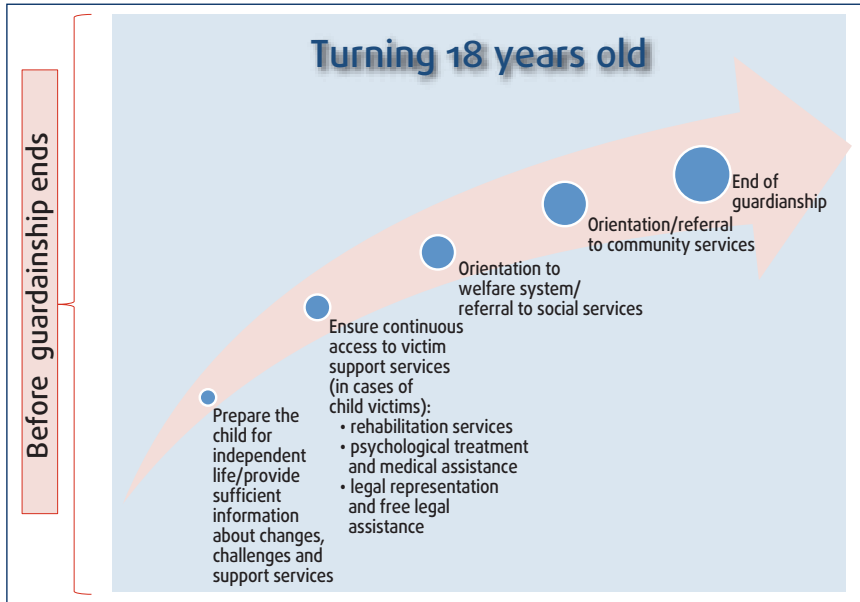 Turning 18 years old
Before guardainship ends
Prepare the
child for
independent
life/provide
sufficient
information
about changes,
challenges and
support services
Ensure continuous
access to victim
support services
(in cases of
child victims):
• rehabilitation services
• psychological treatment
and medical assistance
• legal representation
and free legal
assistance
Orientation to
welfare system/
referral to social services
Orientation/referral
to community services
End of
guardianship